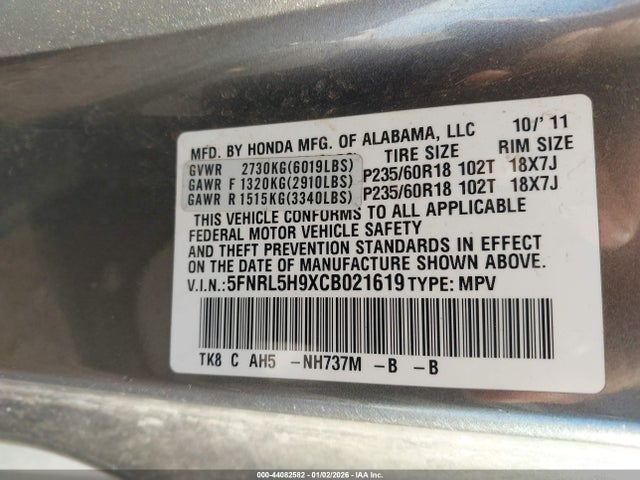 MFD. BY HONDA MFG. OF ALABAMA, LLC 10/'11
TIRE SIZE RIM SIZE
GVWR 2730KG(6019LBS)
GAWR F 1320KG(2910LBS) P235/60R18 102T 18X7J
GAWR R 1515KG(3340LBS) P235/60R18 102T 18X7J
THIS VEHICLE CONFORMS TO ALL APPLICABLE
FEDERAL MOTOR VEHICLE SAFETY
AND THEFT PREVENTION STANDARDS IN EFFECT
ON THE DATE OF MANUFACTURE SHOWN ABOVE.
V.I.N.: 5FNRL5H9XCB021619 TYPE: MPV
TK8 C AH5 -NH737M -B -B
000-44082582 - 01/02/2026 - IAA113